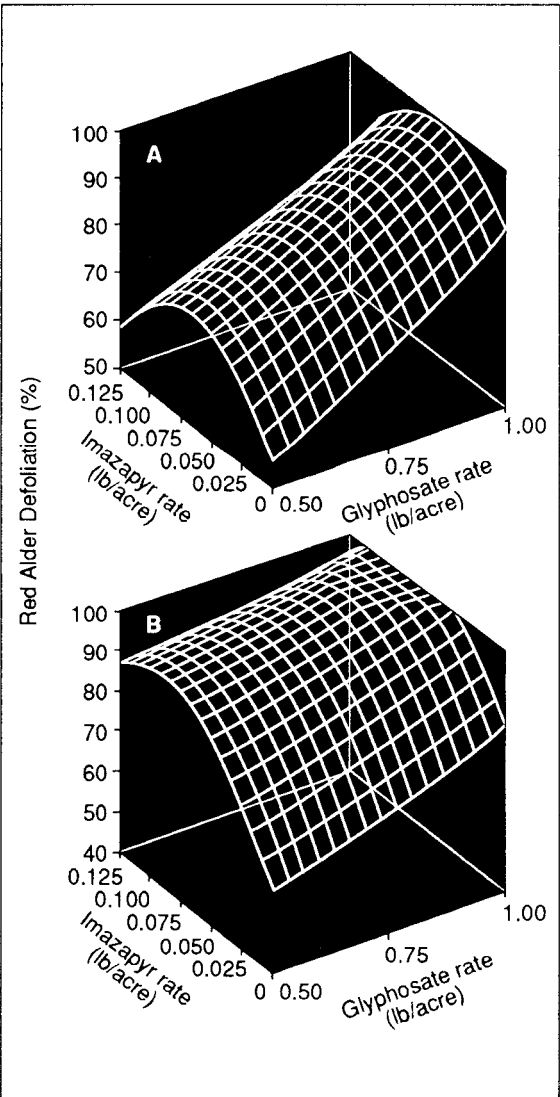 Red Alder Defoliation (%)
A
100
90
80
70
60
50
0.125
0.100
0.075
0.050
0.025
0
Imazapyr rate
(lb/acre)
0.50
0.75
1.00
Glyphosate rate
(lb/acre)
B
100
90
80
70
60
50
40
0.125
0.100
0.075
0.050
0.025
0
Imazapyr rate
(lb/acre)
0.50
0.75
1.00
Glyphosate rate
(lb/acre)